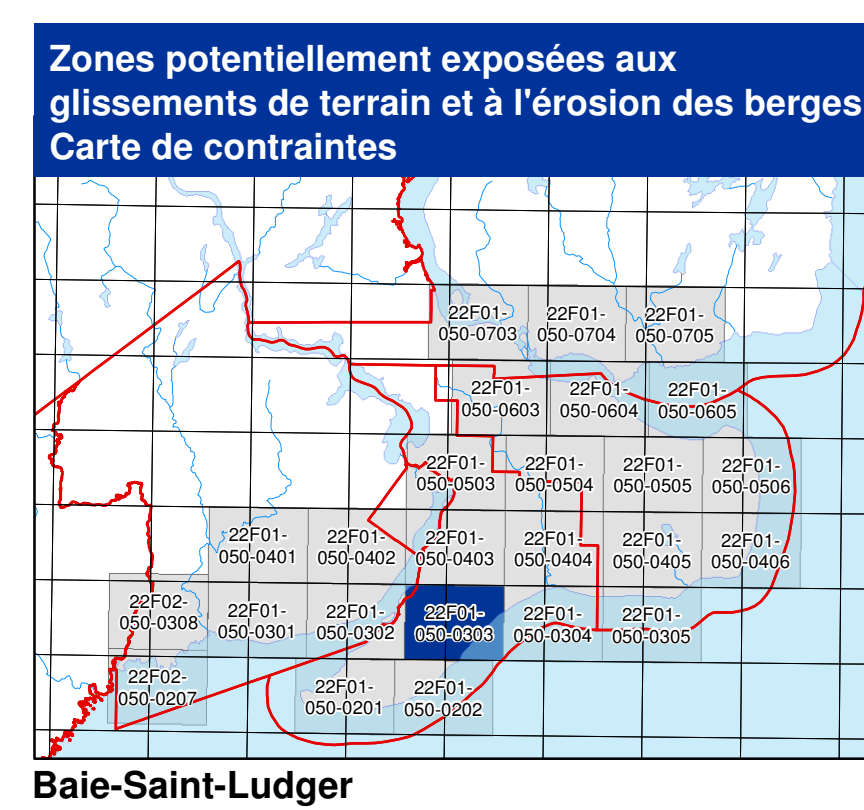 Zones potentiellement exposées aux
glissements de terrain et à l'érosion des berges
Carte de contraintes
22F01-
050-0703
22F01-
050-0704
22F01-
050-0705
22F01-
050-0603
22F01-
050-0604
22F01-
050-0605
22F01-
050-0503
22F01-
050-0504
22F01-
050-0505
22F01-
050-0506
22F01-
050-0401
22F01-
050-0402
22F01-
050-0403
22F01-
050-0404
22F01-
050-0405
22F01-
050-0406
22F02-
050-0308
22F01-
050-0301
22F01-
050-0302
22F01-
050-0303
22F01-
050-0304
22F01-
050-0305
22F02-
050-0207
22F01-
050-0201
22F01-
050-0202
Baie-Saint-Ludger